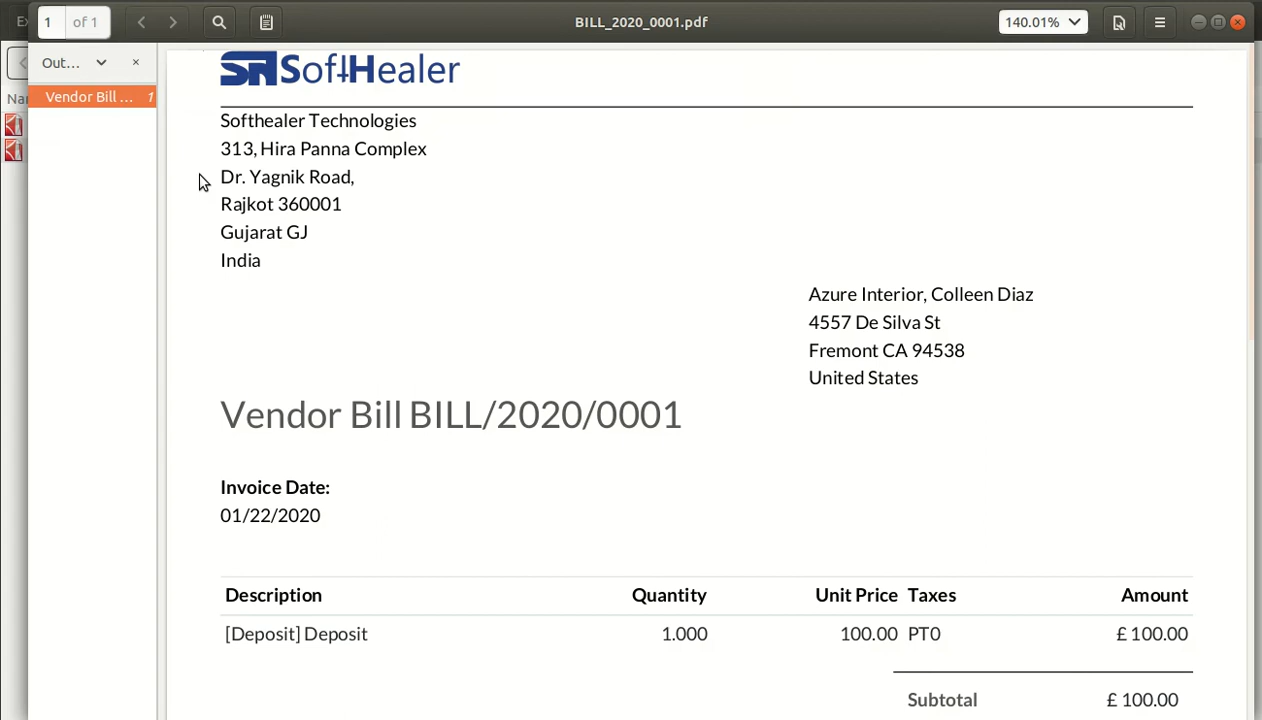 Ex
1 of 1
BILL_2020_0001.pdf
140.01%
Out...
Nar
Vendor Bill ... 1
SoftHealer
Softhealer Technologies
313, Hira Panna Complex
Dr. Yagnik Road,
Rajkot 360001
Gujarat GJ
India
Azure Interior, Colleen Diaz
4557 De Silva St
Fremont CA 94538
United States
Vendor Bill BILL/2020/0001
Invoice Date:
01/22/2020
Description Quantity Unit Price Taxes Amount
[Deposit] Deposit 1.000 100.00 PT0 £ 100.00
Subtotal £ 100.00